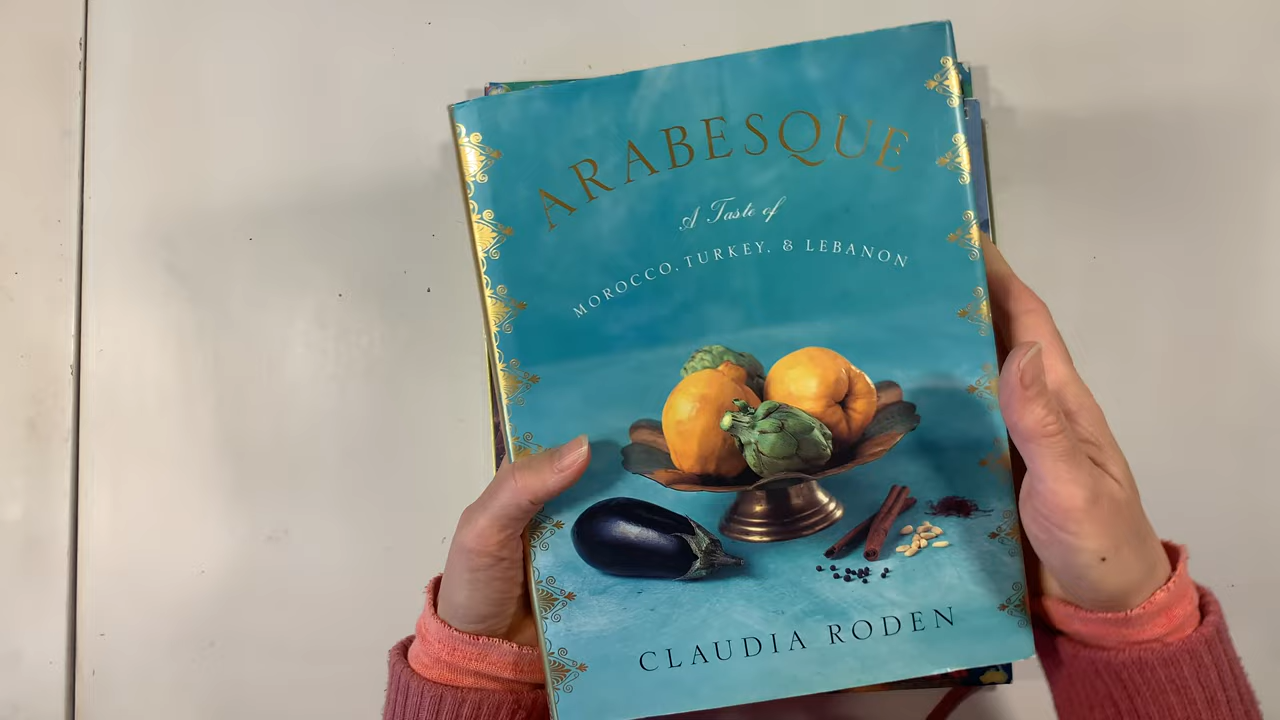 ARABESQUE
A Taste of
MOROCCO, TURKEY, & LEBANON
CLAUDIA RODEN